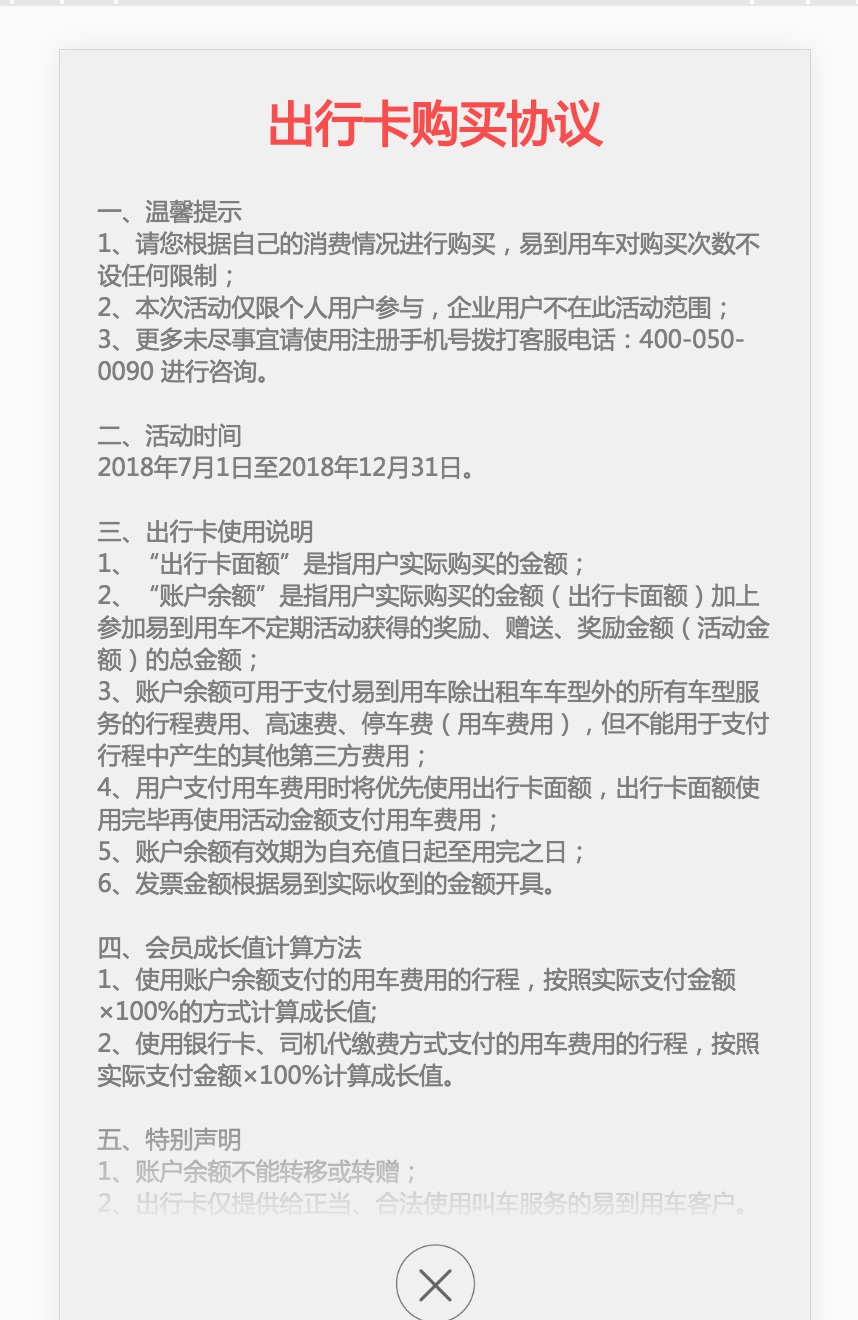 出行卡购买协议
一、温馨提示
1、请您根据自己的消费情况进行购买，易到用车对购买次数不
设任何限制；
2、本次活动仅限个人用户参与，企业用户不在此活动范围；
3、更多未尽事宜请使用注册手机号拨打客服电话：400-050-
0090 进行咨询。
二、活动时间
2018年7月1日至2018年12月31日。
三、出行卡使用说明
1、“出行卡面额”是指用户实际购买的金额；
2、“账户余额”是指用户实际购买的金额（出行卡面额）加上
参加易到用车不定期活动获得的奖励、赠送、奖励金额（活动金
额）的总金额；
3、账户余额可用于支付易到用车除出租车车型外的所有车型服
务的行程费用、高速费、停车费（用车费用），但不能用于支付
行程中产生的其他第三方费用；
4、用户支付用车费用时将优先使用出行卡面额，出行卡面额使
用完毕再使用活动金额支付用车费用；
5、账户余额有效期为自充值日起至用完之日；
6、发票金额根据易到实际收到的金额开具。
四、会员成长值计算方法
1、使用账户余额支付的用车费用的行程，按照实际支付金额
×100%的方式计算成长值;
2、使用银行卡、司机代缴费方式支付的用车费用的行程，按照
实际支付金额×100%计算成长值。
五、特别声明
1、账户余额不能转移或转赠；
2、出行卡仅提供给正当、合法使用叫车服务的易到用车客户。